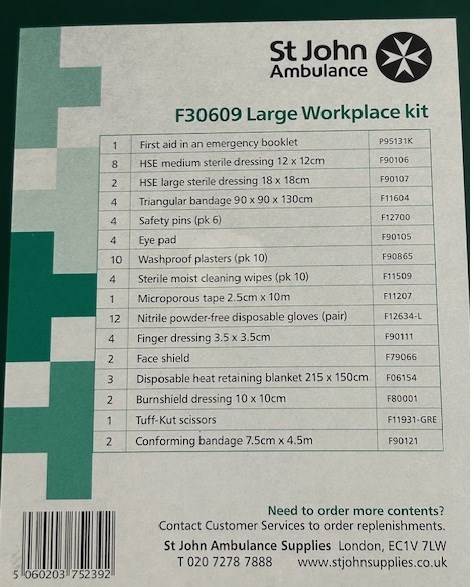 St John
Ambulance
F30609 Large Workplace kit
1 First aid in an emergency booklet P95131K
8 HSE medium sterile dressing 12 x 12cm F90106
2 HSE large sterile dressing 18 x 18cm F90107
4 Triangular bandage 90 x 90 x 130cm F11604
4 Safety pins (pk 6) F12700
4 Eye pad F90105
10 Washproof plasters (pk 10) F90865
4 Sterile moist cleaning wipes (pk 10) F11509
1 Microporous tape 2.5cm x 10m F11207
12 Nitrile powder-free disposable gloves (pair) F12634-L
4 Finger dressing 3.5 x 3.5cm F90111
2 Face shield F79066
3 Disposable heat retaining blanket 215 x 150cm F06154
2 Burnshield dressing 10 x 10cm F80001
1 Tuff-Kut scissors F11931-GRE
2 Conforming bandage 7.5cm x 4.5m F90121
Need to order more contents?
Contact Customer Services to order replenishments.
St John Ambulance Supplies London, EC1V 7LW
T 020 7278 7888 www.stjohnsupplies.co.uk
5 060203 752392